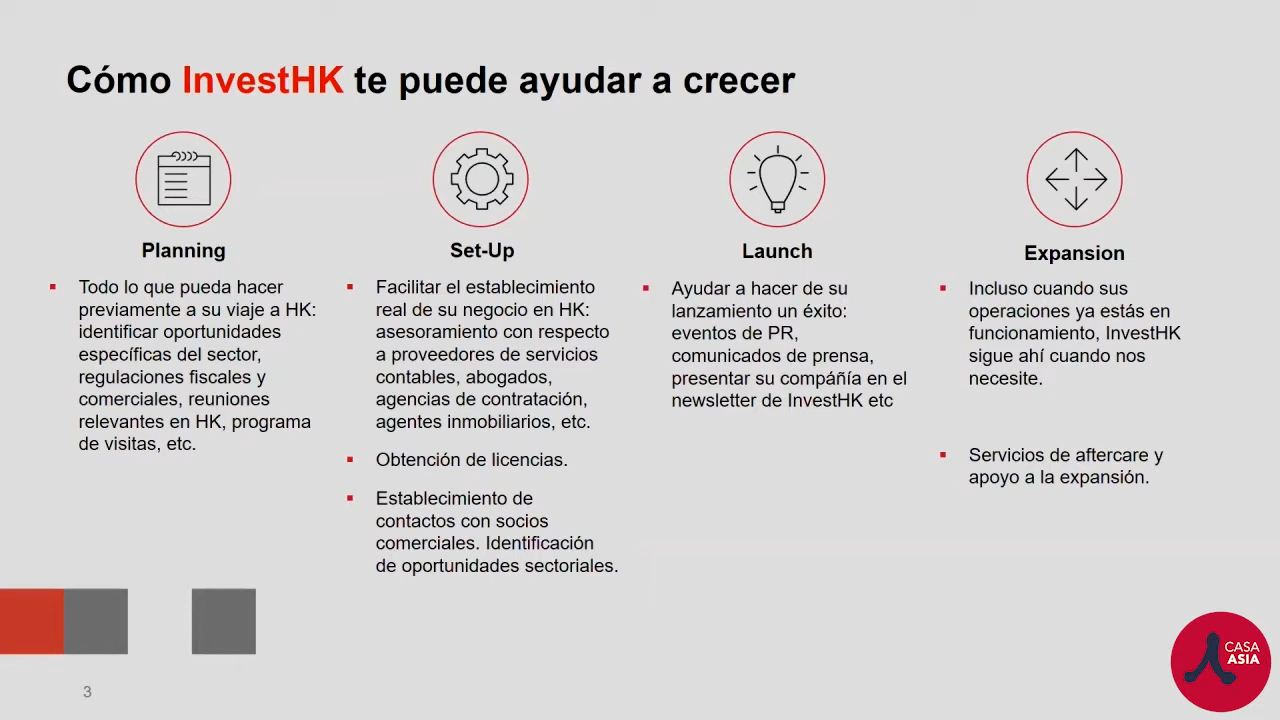 Cómo InvestHK te puede ayudar a crecer
Planning
Todo lo que pueda hacer
previamente a su viaje a HK:
identificar oportunidades
específicas del sector,
regulaciones fiscales y
comerciales, reuniones
relevantes en HK, programa
de visitas, etc.
Set-Up
Facilitar el establecimiento
real de su negocio en HK:
asesoramiento con respecto
a proveedores de servicios
contables, abogados,
agencias de contratación,
agentes inmobiliarios, etc.
Obtención de licencias.
Establecimiento de
contactos con socios
comerciales. Identificación
de oportunidades sectoriales.
Launch
Ayudar a hacer de su
lanzamiento un éxito:
eventos de PR,
comunicados de prensa,
presentar su compáñía en el
newsletter de InvestHK etc
Expansion
Incluso cuando sus
operaciones ya estás en
funcionamiento, InvestHK
sigue ahí cuando nos
necesite.
Servicios de aftercare y
apoyo a la expansión.
3
CASA
ASIA